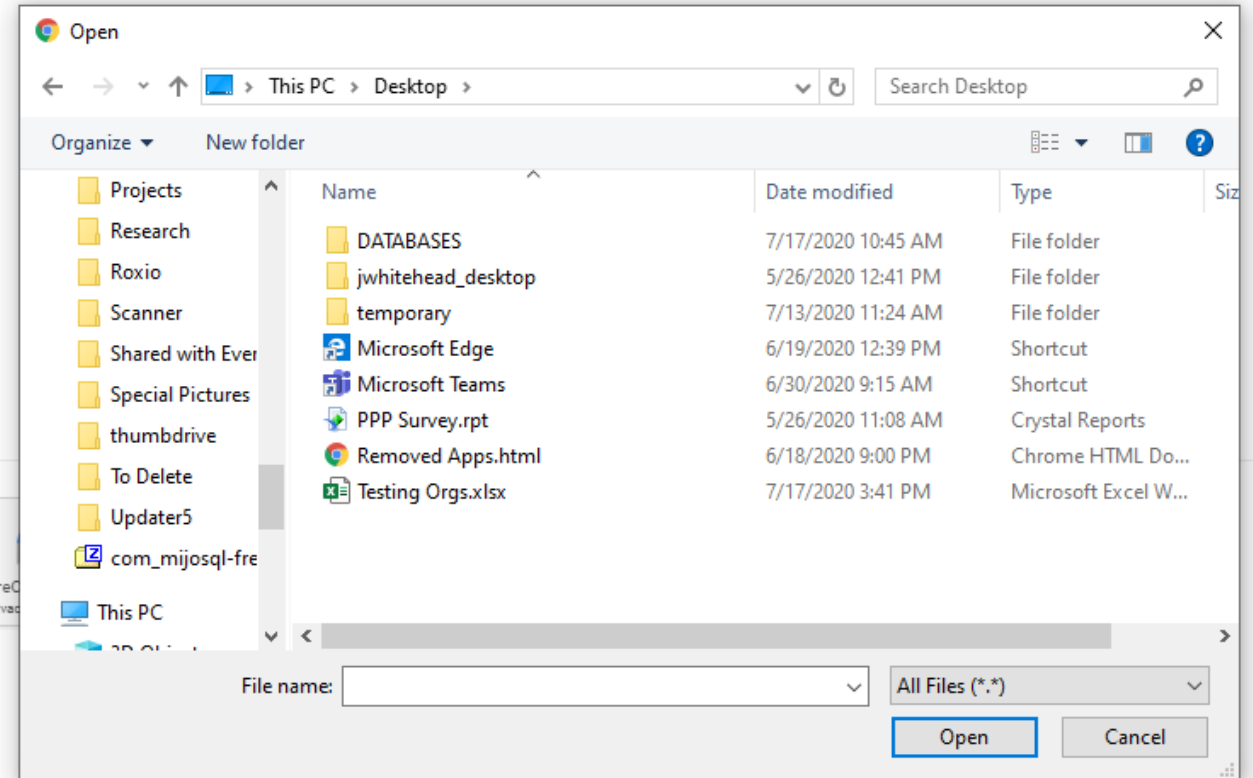 Open
This PC > Desktop >
Search Desktop
Organize
New folder
Name
Date modified
Type
Siz
Projects
Research
Roxio
Scanner
Shared with Ever
Special Pictures
thumbdrive
To Delete
Updater5
com_mijosql-fre
This PC
DATABASES 7/17/2020 10:45 AM File folder
jwhitehead_desktop 5/26/2020 12:41 PM File folder
temporary 7/13/2020 11:24 AM File folder
Microsoft Edge 6/19/2020 12:39 PM Shortcut
Microsoft Teams 6/30/2020 9:15 AM Shortcut
PPP Survey.rpt 5/26/2020 11:08 AM Crystal Reports
Removed Apps.html 6/18/2020 9:00 PM Chrome HTML Do...
Testing Orgs.xlsx 7/17/2020 3:41 PM Microsoft Excel W...
File name:
All Files (*.*)
Open
Cancel